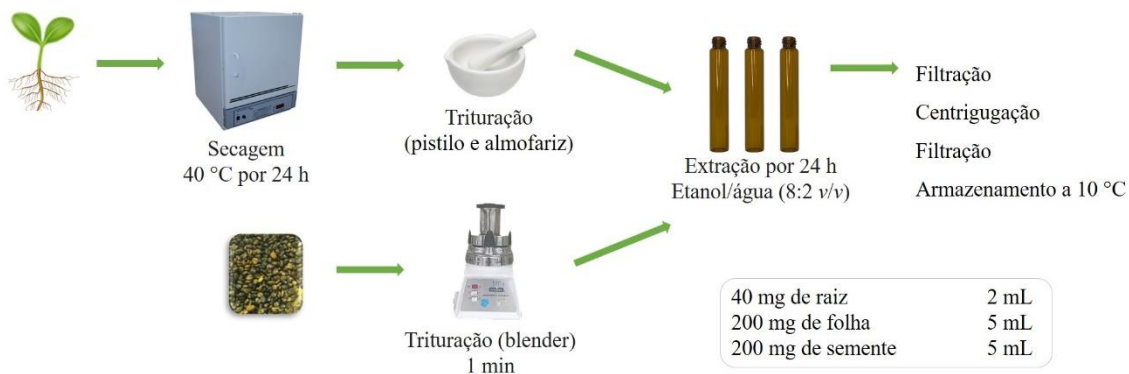 Secagem
40 °C por 24 h
Trituração
(pistilo e almofariz)
Trituração (blender)
1 min
Extração por 24 h
Etanol/água (8:2 v/v)
Filtração
Centrigugação
Filtração
Armazenamento a 10 °C
40 mg de raiz 2 mL
200 mg de folha 5 mL
200 mg de semente 5 mL